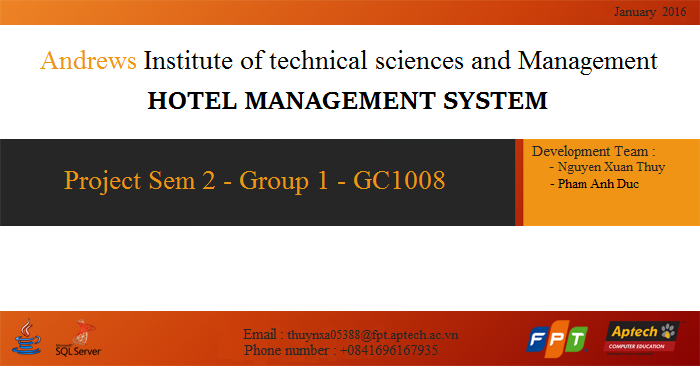 January 2016
Andrews Institute of technical sciences and Management
HOTEL MANAGEMENT SYSTEM
Project Sem 2 - Group 1 - GC1008
Development Team :
- Nguyen Xuan Thuy
- Pham Anh Duc
Java
Microsoft
SQL Server
Email : thuynxa05388@fpt.aptech.ac.vn
Phone number : +0841696167935
FPT
Aptech
COMPUTER EDUCATION